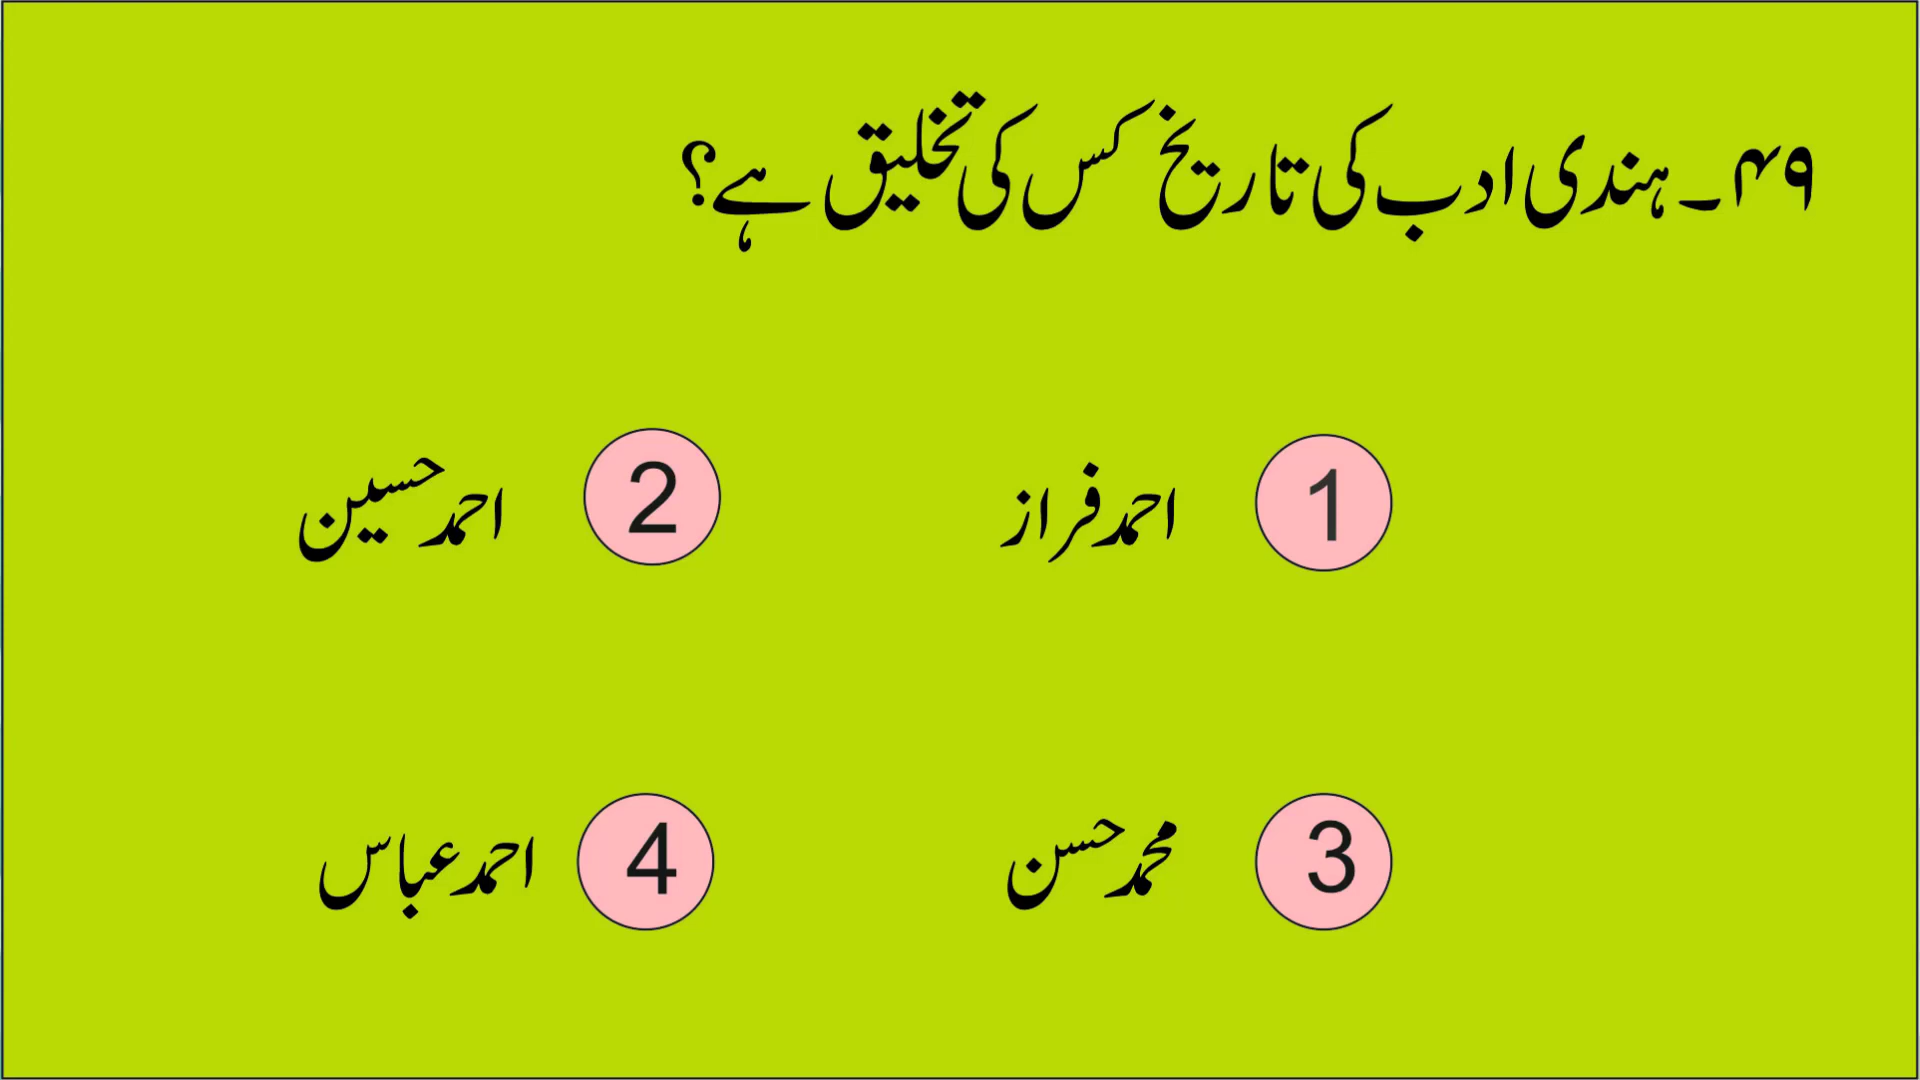 ۴۹۔ ہندی ادب کی تاریخ کس کی تخلیق ہے؟
1 احمد فراز 2 احمد حسین
3 محمد حسن 4 احمد عباس